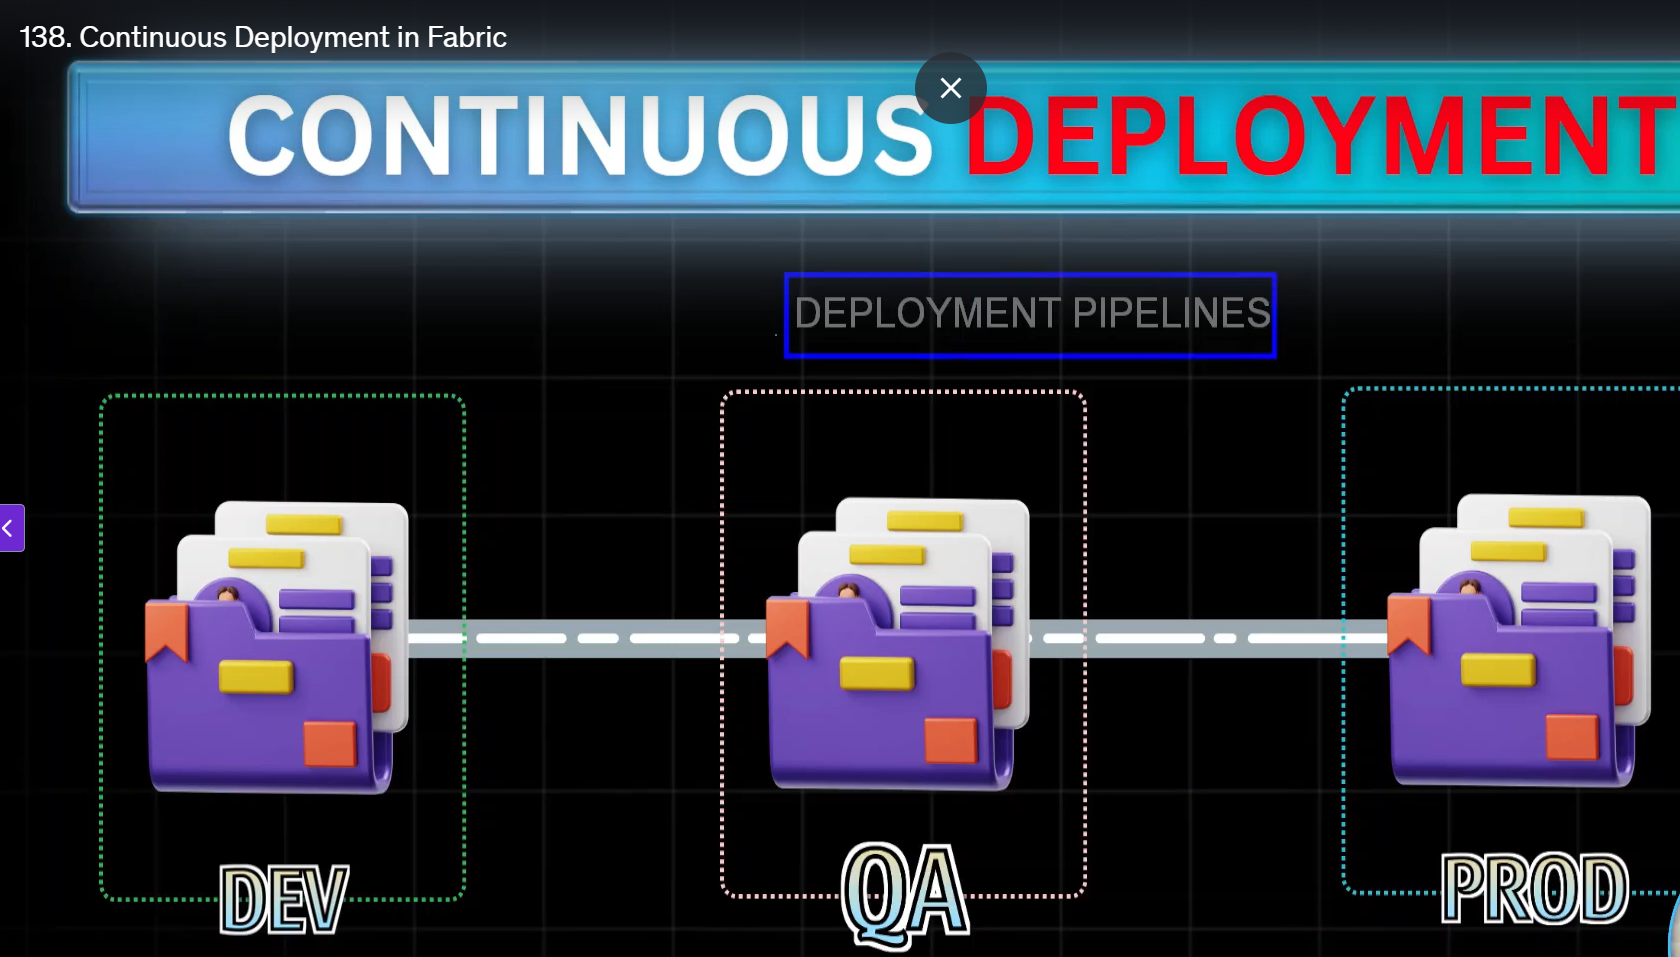 138. Continuous Deployment in Fabric
CONTINUOUS DEPLOYMENT
DEPLOYMENT PIPELINES
DEV
QA
PROD